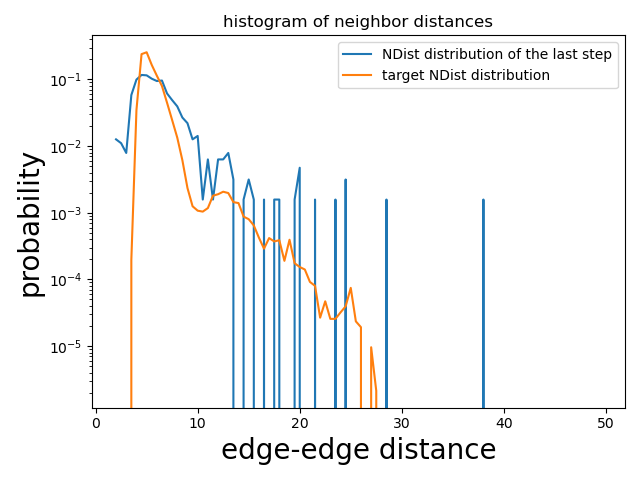 histogram of neighbor distances
NDist distribution of the last step
target NDist distribution
probability
10⁻¹
10⁻²
10⁻³
10⁻⁴
10⁻⁵
0 10 20 30 40 50
edge-edge distance